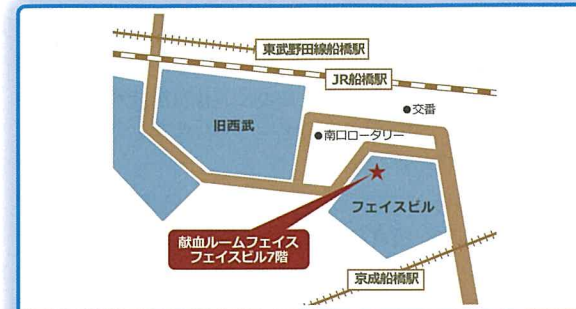 東武野田線船橋駅
JR船橋駅
●交番
旧西武
●南口ロータリー
フェイスビル
献血ルームフェイス
フェイスビル7階
京成船橋駅